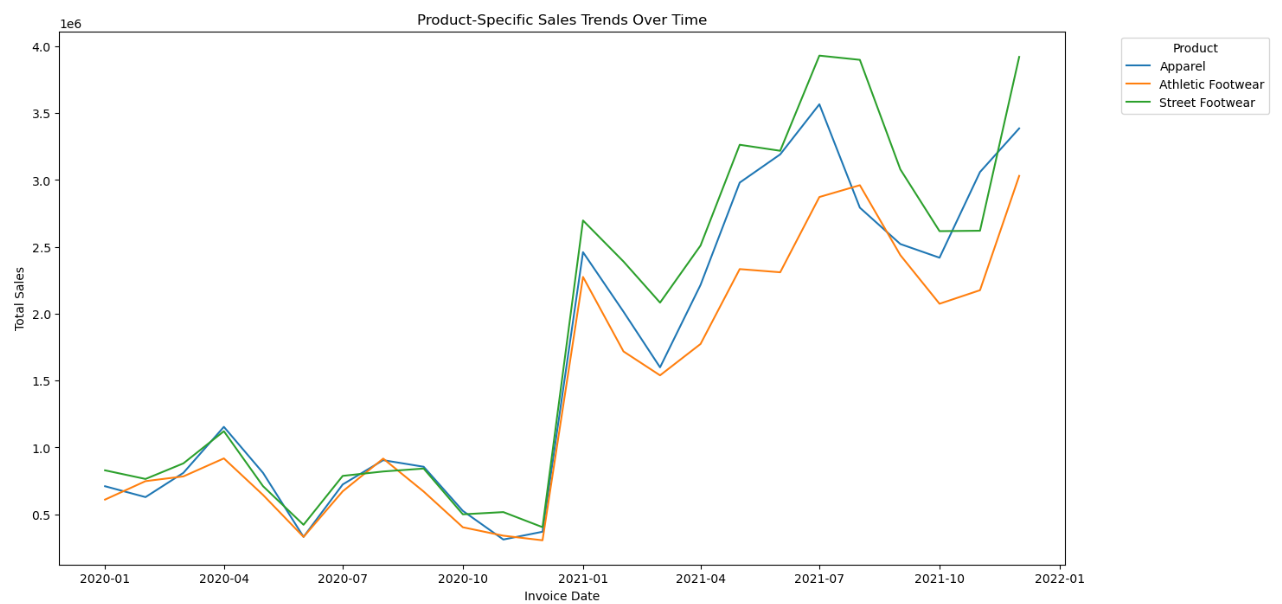 Product-Specific Sales Trends Over Time
1e6
4.0
3.5
3.0
2.5
2.0
1.5
1.0
0.5
Total Sales
2020-01 2020-04 2020-07 2020-10 2021-01 2021-04 2021-07 2021-10 2022-01
Invoice Date
Product
Apparel
Athletic Footwear
Street Footwear